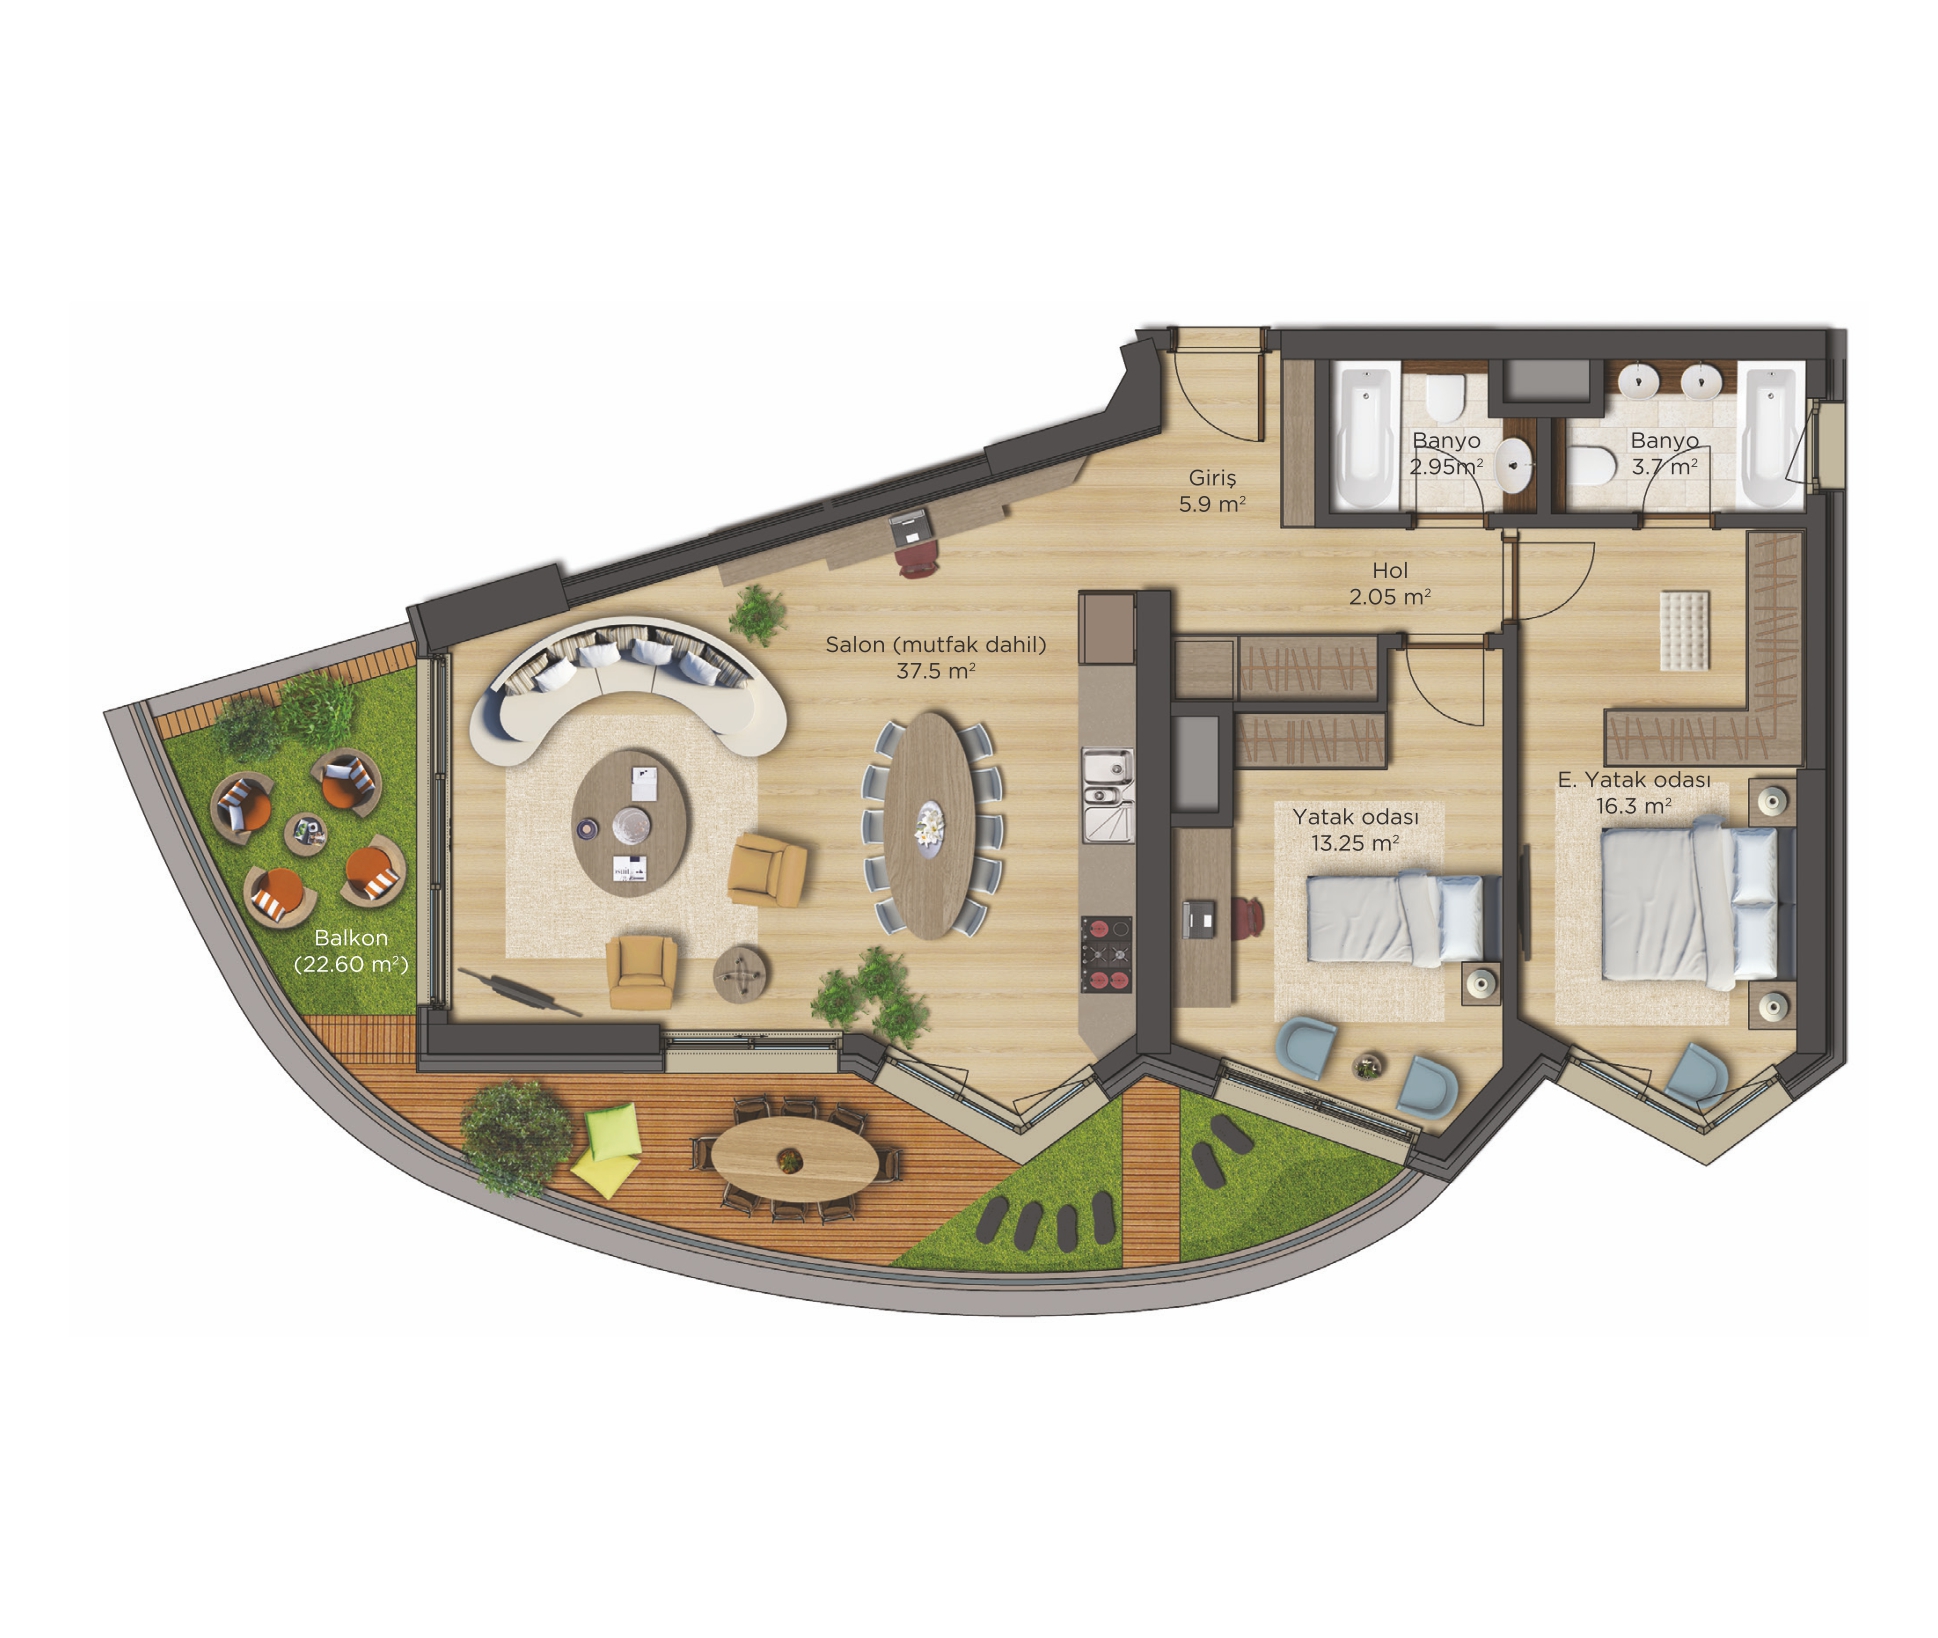 Banyo
2.95m²
Banyo
3.7 m²
Giriş
5.9 m²
Hol
2.05 m²
Salon (mutfak dahil)
37.5 m²
E. Yatak odası
16.3 m²
Yatak odası
13.25 m²
Balkon
(22.60 m²)